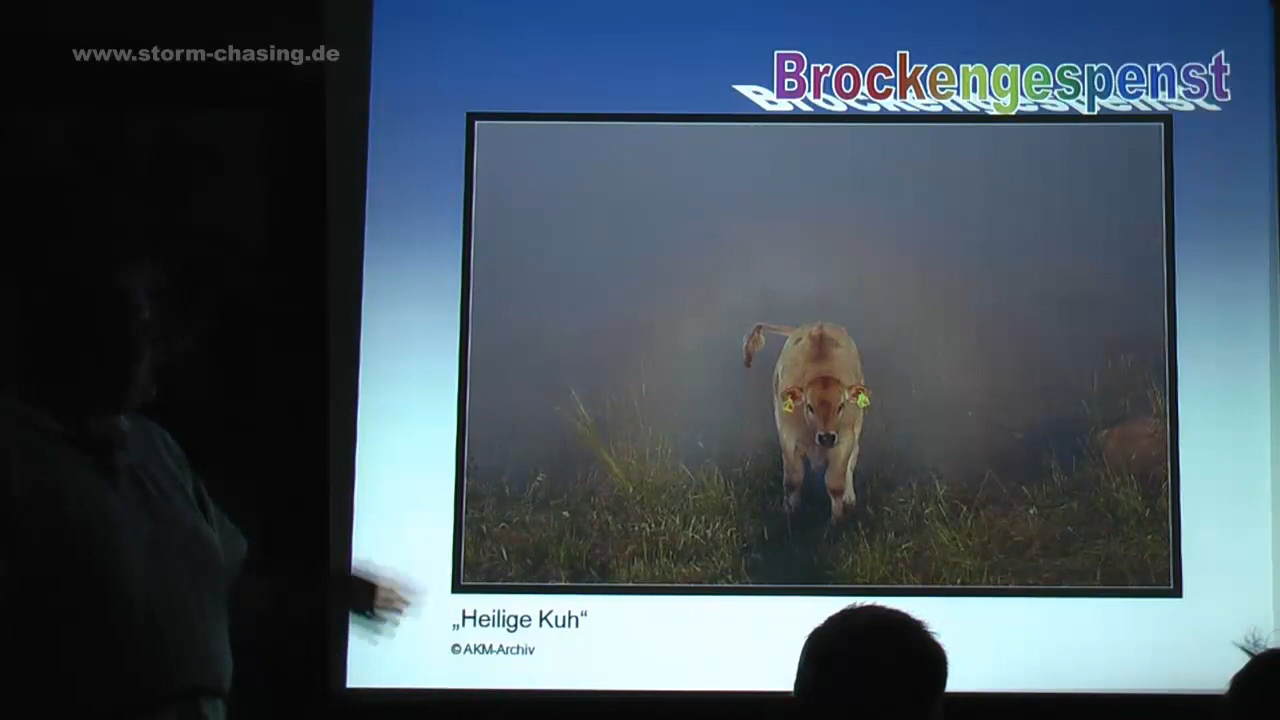 www.storm-chasing.de
Brockengespenst
„Heilige Kuh“
© AKM-Archiv